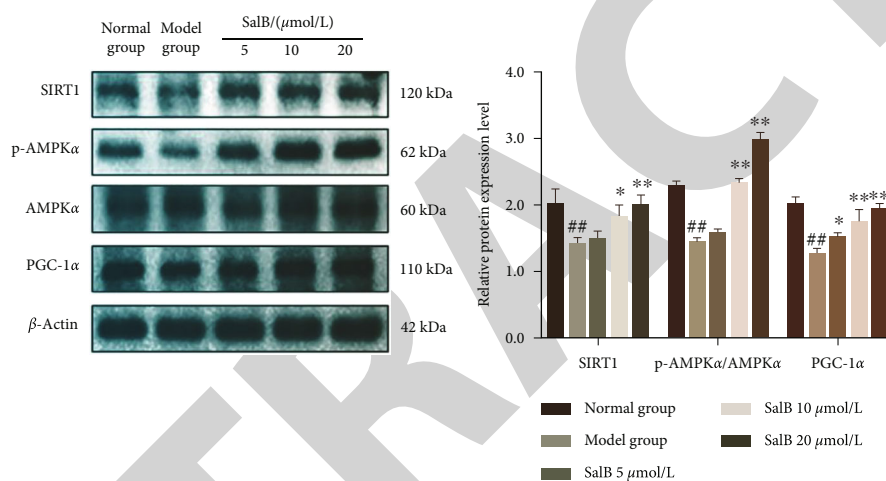 Normal group
Model group
SalB/(μmol/L)
5 10 20
SIRT1
120 kDa
p-AMPKα
62 kDa
AMPKα
60 kDa
PGC-1α
110 kDa
β-Actin
42 kDa
Relative protein expression level
4.0
3.0
2.0
1.0
0.0
## * **
## ** **
## * ** **
SIRT1
p-AMPKα/AMPKα
PGC-1α
Normal group
Model group
SalB 5 μmol/L
SalB 10 μmol/L
SalB 20 μmol/L
TRAC